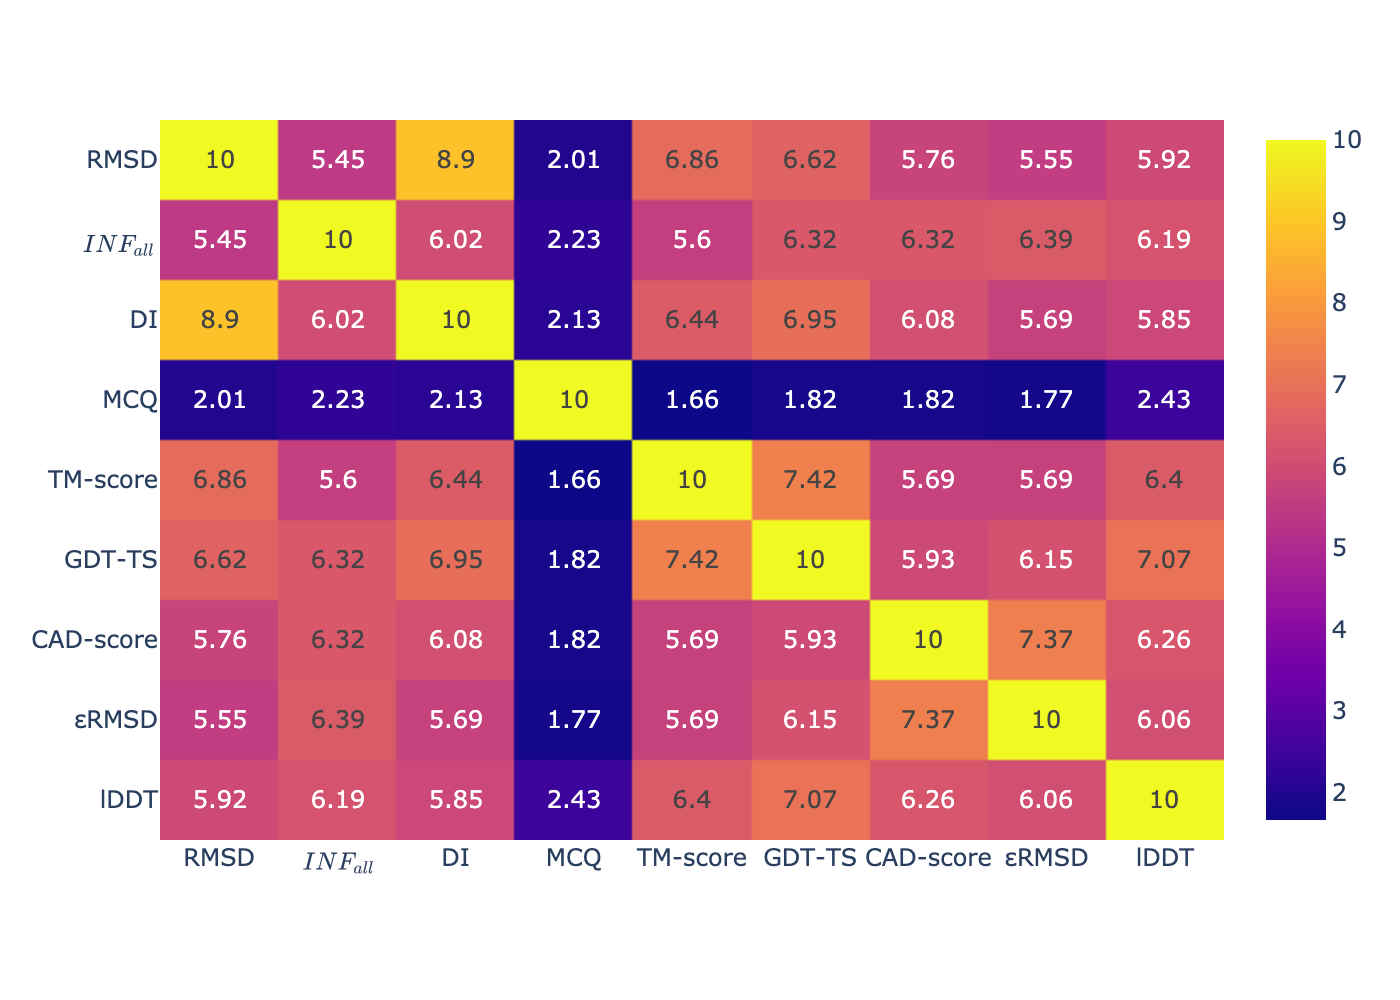 RMSD 10 5.45 8.9 2.01 6.86 6.62 5.76 5.55 5.92
INF_all 5.45 10 6.02 2.23 5.6 6.32 6.32 6.39 6.19
DI 8.9 6.02 10 2.13 6.44 6.95 6.08 5.69 5.85
MCQ 2.01 2.23 2.13 10 1.66 1.82 1.82 1.77 2.43
TM-score 6.86 5.6 6.44 1.66 10 7.42 5.69 5.69 6.4
GDT-TS 6.62 6.32 6.95 1.82 7.42 10 5.93 6.15 7.07
CAD-score 5.76 6.32 6.08 1.82 5.69 5.93 10 7.37 6.26
εRMSD 5.55 6.39 5.69 1.77 5.69 6.15 7.37 10 6.06
lDDT 5.92 6.19 5.85 2.43 6.4 7.07 6.26 6.06 10
RMSD INF_all DI MCQ TM-score GDT-TS CAD-score εRMSD lDDT
10
9
8
7
6
5
4
3
2